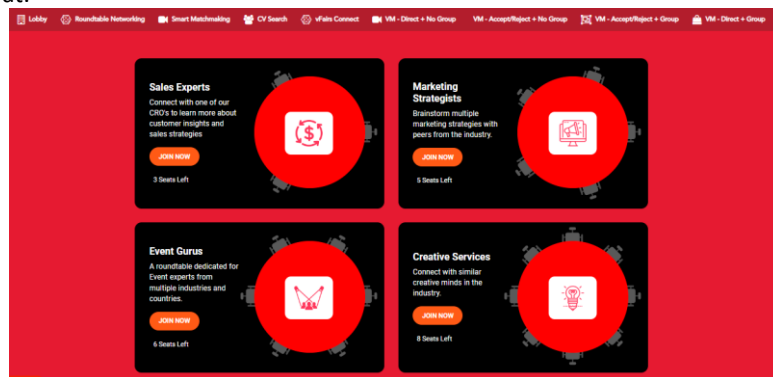 Lobby Roundtable Networking Smart Matchmaking CV Search vFairs Connect VM - Direct + No Group VM - Accept/Reject + No Group VM - Accept/Reject + Group VM - Direct + Group
Sales Experts
Connect with one of our
CRO's to learn more about
customer insights and
sales strategies
JOIN NOW
3 Seats Left
Marketing
Strategists
Brainstorm multiple
marketing strategies with
peers from the industry.
JOIN NOW
5 Seats Left
Event Gurus
A roundtable dedicated for
Event experts from
multiple industries and
countries.
JOIN NOW
6 Seats Left
Creative Services
Connect with similar
creative minds in the
industry.
JOIN NOW
8 Seats Left